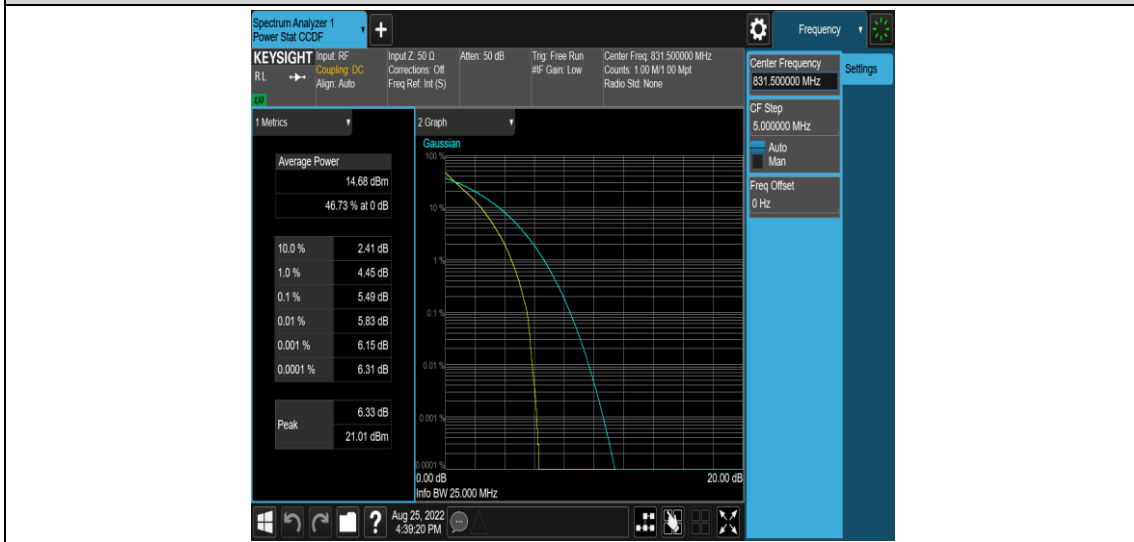 Spectrum Analyzer 1
Power Stat CCDF
+
Frequency
KEYSIGHT
RL
Input: RF
Coupling: DC
Align: Auto
Input Z: 50 Ω
Corrections: Off
Freq Ref: Int (S)
Atten: 50 dB
Trig: Free Run
#IF Gain: Low
Center Freq: 831.500000 MHz
Counts: 1.00 M/1.00 Mpt
Radio Std: None
Center Frequency
831.500000 MHz
Settings
CF Step
5.000000 MHz
Auto
Man
Freq Offset
0 Hz
1 Metrics
Average Power
14.68 dBm
46.73 % at 0 dB
10.0 % 2.41 dB
1.0 % 4.45 dB
0.1 % 5.49 dB
0.01 % 5.83 dB
0.001 % 6.15 dB
0.0001 % 6.31 dB
Peak
6.33 dB
21.01 dBm
2 Graph
Gaussian
100 %
10 %
1 %
0.1 %
0.01 %
0.001 %
0.0001 %
0.00 dB 20.00 dB
Info BW 25.000 MHz
?
Aug 25, 2022
4:39:20 PM